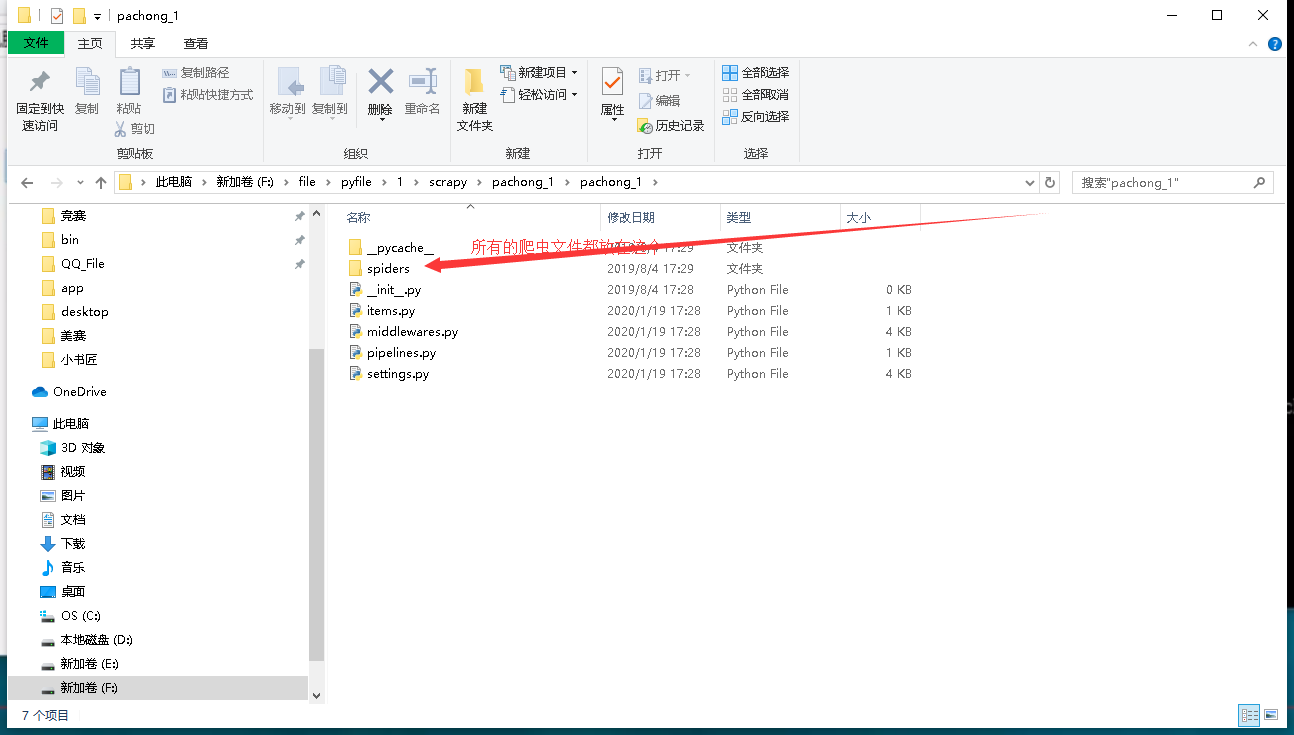 pachong_1
文件 主页 共享 查看
固定到快速访问 复制 粘贴 复制路径 粘贴快捷方式 剪切 剪贴板
移动到 复制到 删除 重命名 组织
新建文件夹 新建项目 轻松访问 新建
属性 打开 编辑 历史记录 打开
全部选择 全部取消 反向选择 选择
此电脑 新加卷 (F:) file pyfile 1 scrapy pachong_1 pachong_1
搜索"pachong_1"
竞赛
bin
QQ_File
app
desktop
美赛
小书匠
OneDrive
此电脑
3D 对象
视频
图片
文档
下载
音乐
桌面
OS (C:)
本地磁盘 (D:)
新加卷 (E:)
新加卷 (F:)
名称 修改日期 类型 大小
所有的爬虫文件都放在这个
__pycache__ 17:29 文件夹
spiders 2019/8/4 17:29 文件夹
__init__.py 2019/8/4 17:28 Python File 0 KB
items.py 2020/1/19 17:28 Python File 1 KB
middlewares.py 2020/1/19 17:28 Python File 4 KB
pipelines.py 2020/1/19 17:28 Python File 1 KB
settings.py 2020/1/19 17:28 Python File 4 KB
7 个项目